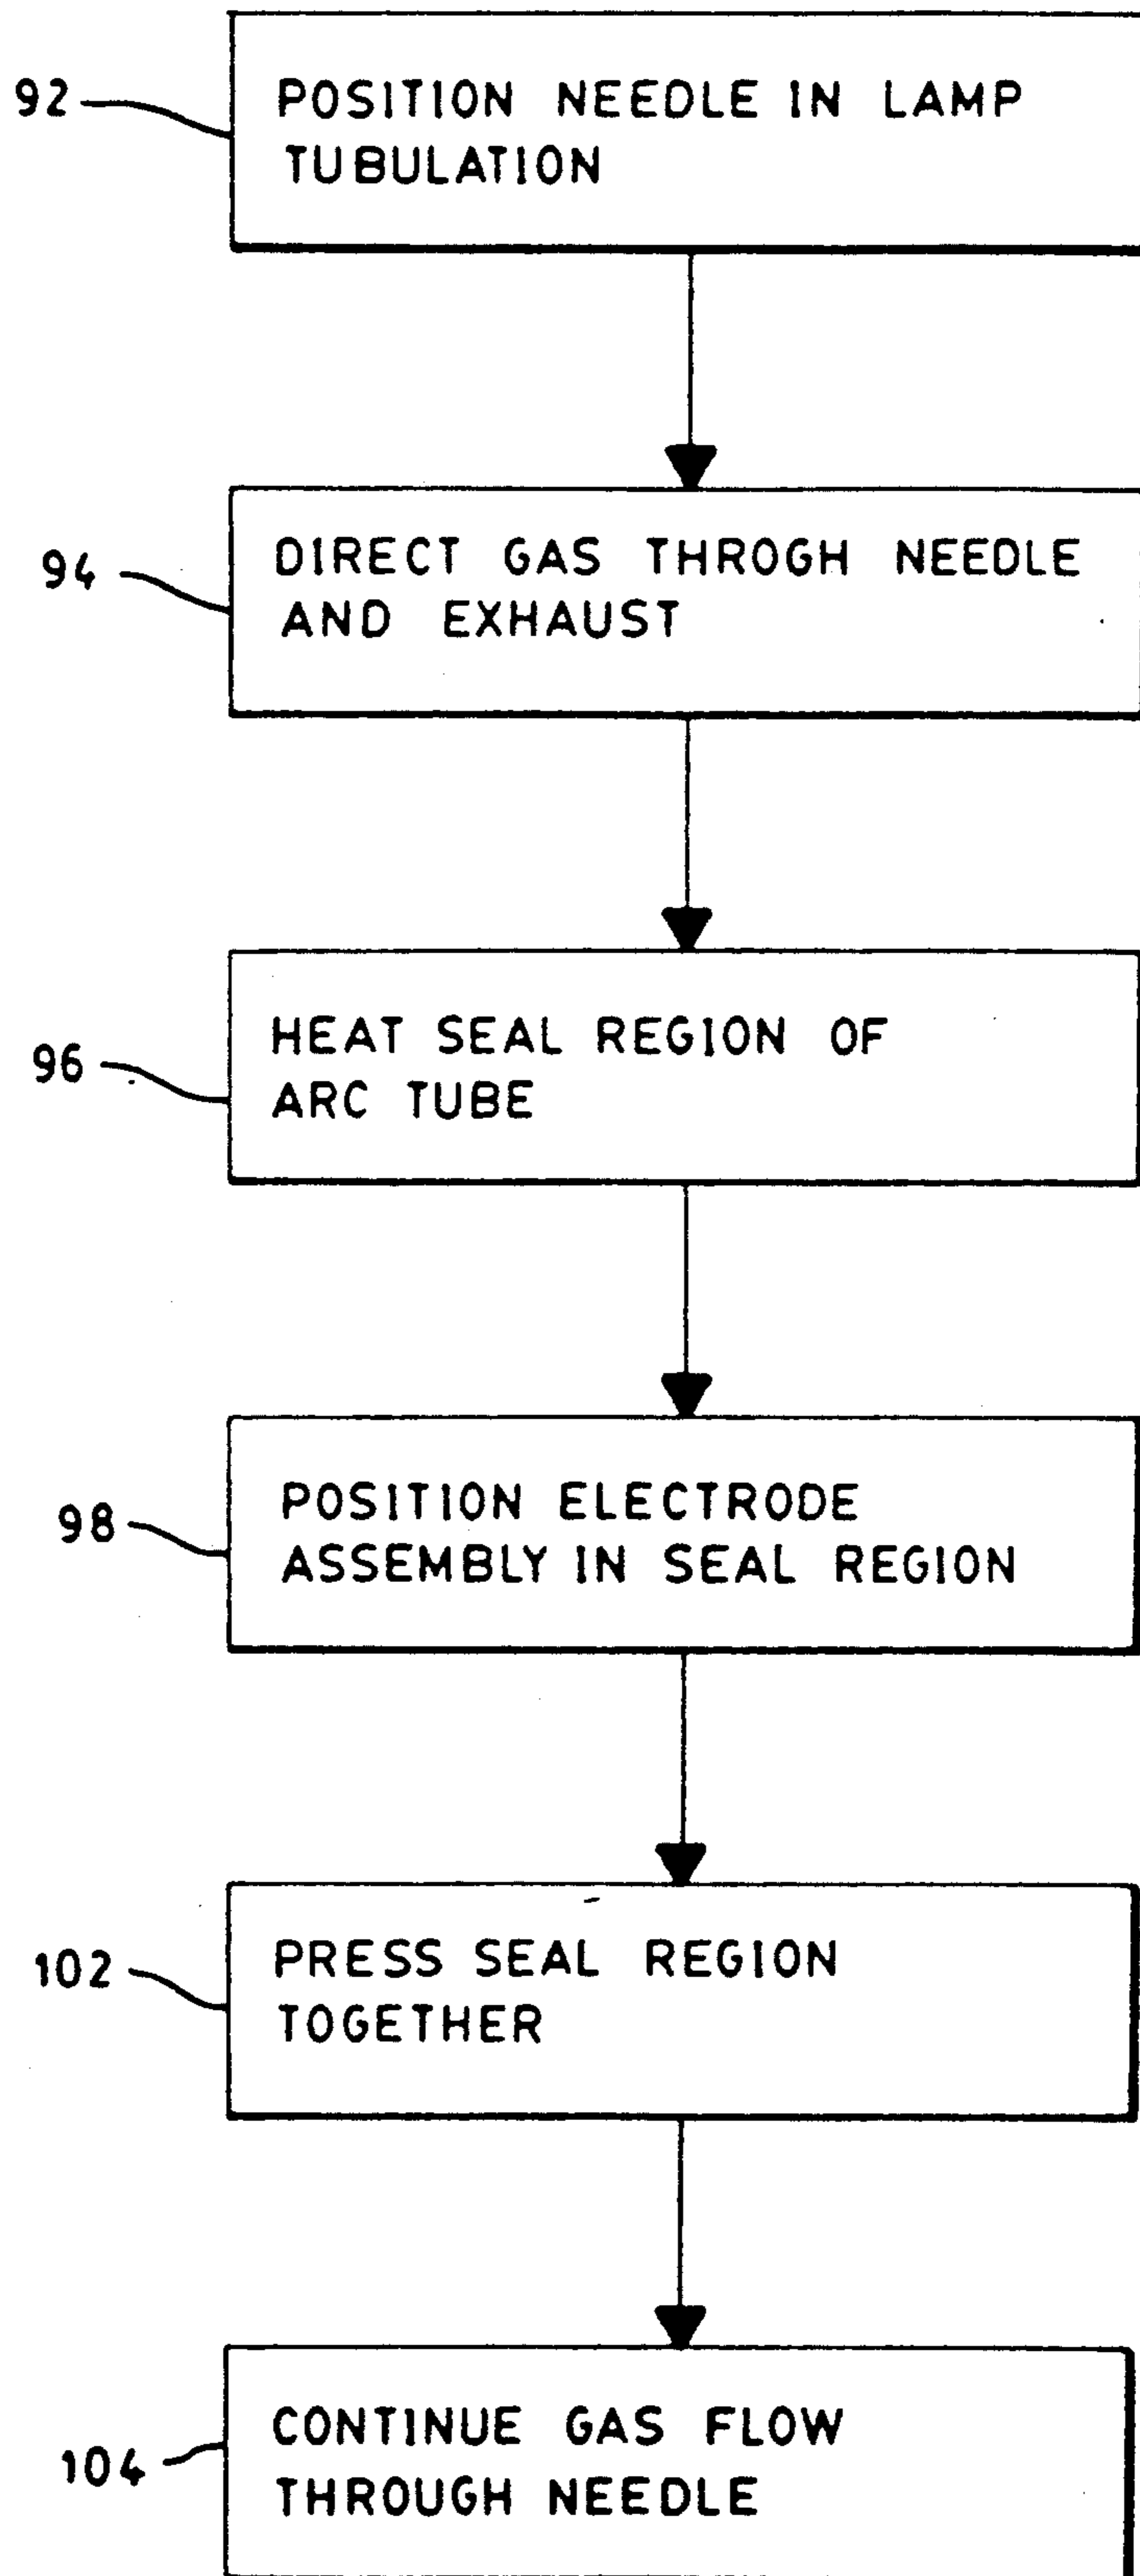 92
POSITION NEEDLE IN LAMP
TUBULATION
94
DIRECT GAS THROGH NEEDLE
AND EXHAUST
96
HEAT SEAL REGION OF
ARC TUBE
98
POSITION ELECTRODE
ASSEMBLY IN SEAL REGION
102
PRESS SEAL REGION
TOGETHER
104
CONTINUE GAS FLOW
THROUGH NEEDLE